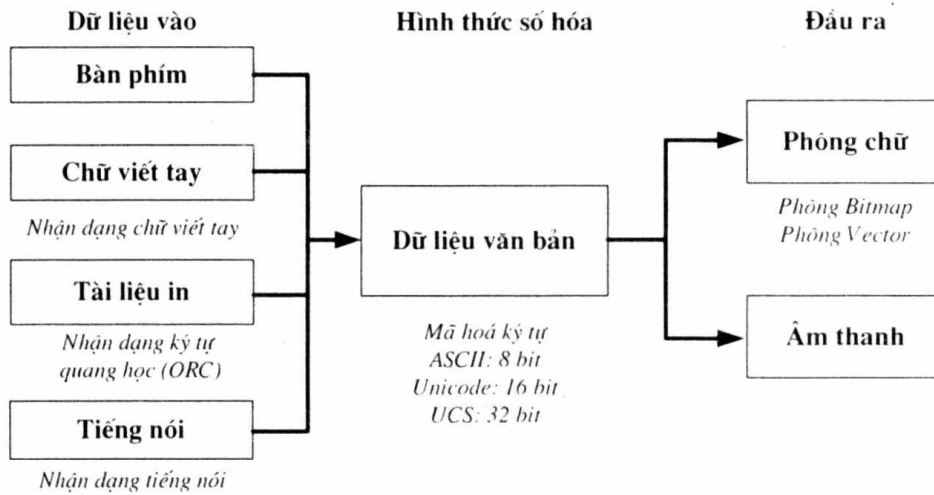 Dữ liệu vào
Hình thức số hóa
Đầu ra
Bàn phím
Chữ viết tay
Nhận dạng chữ viết tay
Tài liệu in
Nhận dạng ký tự
quang học (ORC)
Tiếng nói
Nhận dạng tiếng nói
Dữ liệu văn bản
Mã hoá ký tự
ASCII: 8 bit
Unicode: 16 bit
UCS: 32 bit
Phông chữ
Phông Bitmap
Phông Vector
Âm thanh